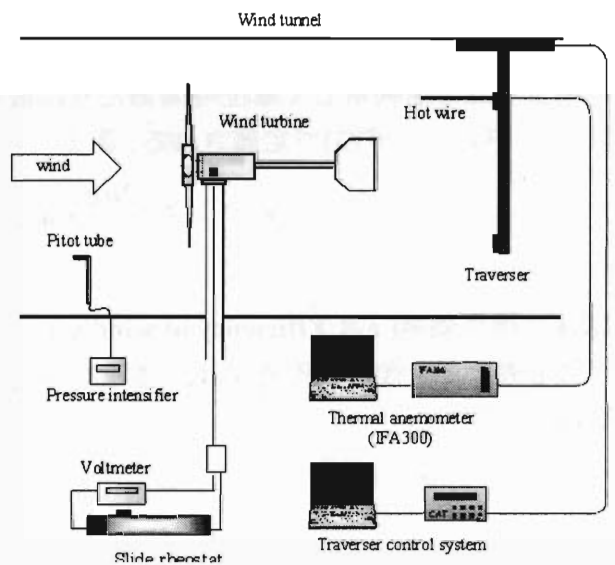 Wind tunnel
Wind turbine
Hot wire
wind
Pitot tube
Traverser
Pressure intensifier
Thermal anemometer
(IFA300)
Voltmeter
CAT
Slide rheostat
Traverser control system